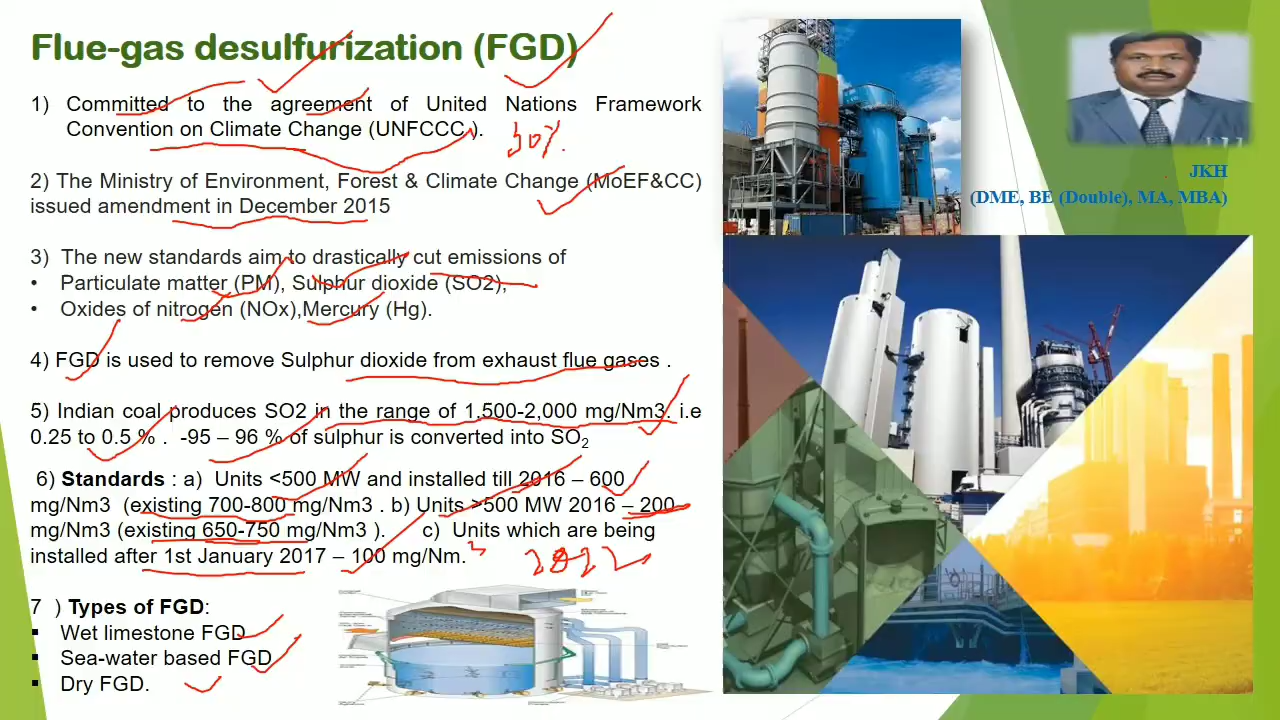 Flue-gas desulfurization (FGD)
1) Committed to the agreement of United Nations Framework
Convention on Climate Change (UNFCCC ).
30%.
2) The Ministry of Environment, Forest & Climate Change (MoEF&CC)
issued amendment in December 2015
3) The new standards aim to drastically cut emissions of
• Particulate matter (PM), Sulphur dioxide (SO2),
• Oxides of nitrogen (NOx),Mercury (Hg).
4) FGD is used to remove Sulphur dioxide from exhaust flue gases .
5) Indian coal produces SO2 in the range of 1,500-2,000 mg/Nm3. i.e
0.25 to 0.5 % . -95 – 96 % of sulphur is converted into SO₂
6) Standards : a) Units <500 MW and installed till 2016 – 600
mg/Nm3 (existing 700-800 mg/Nm3 . b) Units >500 MW 2016 – 200
mg/Nm3 (existing 650-750 mg/Nm3 ). c) Units which are being
installed after 1st January 2017 – 100 mg/Nm.³
2022
7 ) Types of FGD:
▪ Wet limestone FGD
▪ Sea-water based FGD
▪ Dry FGD.
JKH
(DME, BE (Double), MA, MBA)